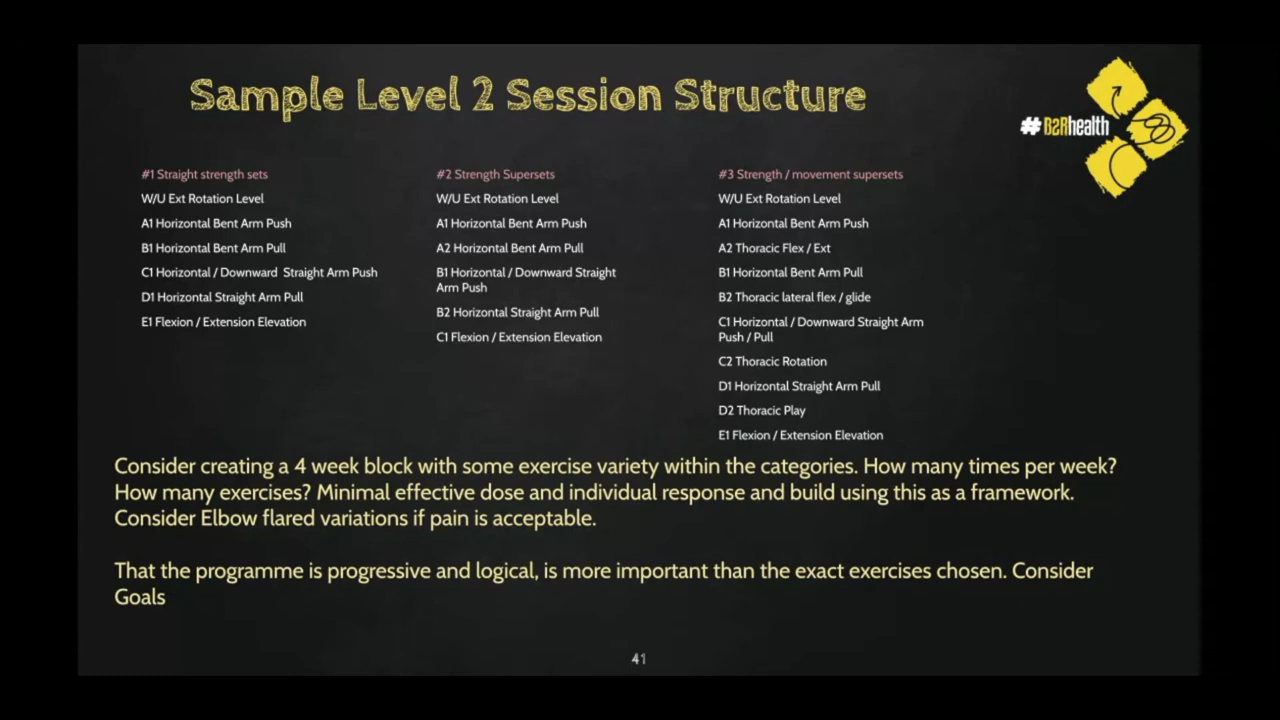 Sample Level 2 Session Structure
#B2Rhealth
#1 Straight strength sets
W/U Ext Rotation Level
A1 Horizontal Bent Arm Push
B1 Horizontal Bent Arm Pull
C1 Horizontal / Downward  Straight Arm Push
D1 Horizontal Straight Arm Pull
E1 Flexion / Extension Elevation
#2 Strength Supersets
W/U Ext Rotation Level
A1 Horizontal Bent Arm Push
A2 Horizontal Bent Arm Pull
B1 Horizontal / Downward Straight
Arm Push
B2 Horizontal Straight Arm Pull
C1 Flexion / Extension Elevation
#3 Strength / movement supersets
W/U Ext Rotation Level
A1 Horizontal Bent Arm Push
A2 Thoracic Flex / Ext
B1 Horizontal Bent Arm Pull
B2 Thoracic lateral flex / glide
C1 Horizontal / Downward Straight Arm
Push / Pull
C2 Thoracic Rotation
D1 Horizontal Straight Arm Pull
D2 Thoracic Play
E1 Flexion / Extension Elevation
Consider creating a 4 week block with some exercise variety within the categories. How many times per week?
How many exercises? Minimal effective dose and individual response and build using this as a framework.
Consider Elbow flared variations if pain is acceptable.
That the programme is progressive and logical, is more important than the exact exercises chosen. Consider
Goals
41